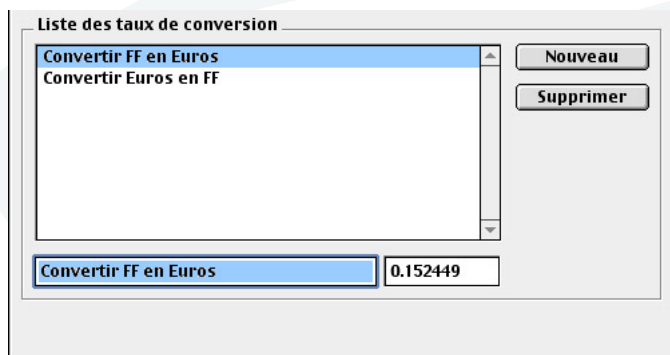 Liste des taux de conversion
Convertir FF en Euros
Convertir Euros en FF
Nouveau
Supprimer
Convertir FF en Euros
0.152449